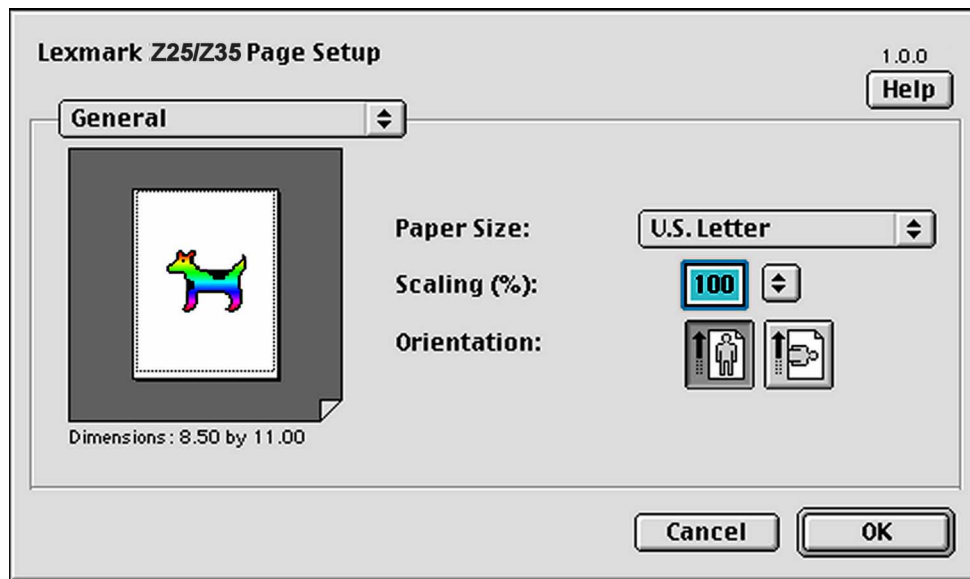 Lexmark Z25/Z35 Page Setup
1.0.0
Help
General
Paper Size:
U.S. Letter
Scaling (%):
100
Orientation:
Dimensions: 8.50 by 11.00
Cancel
OK